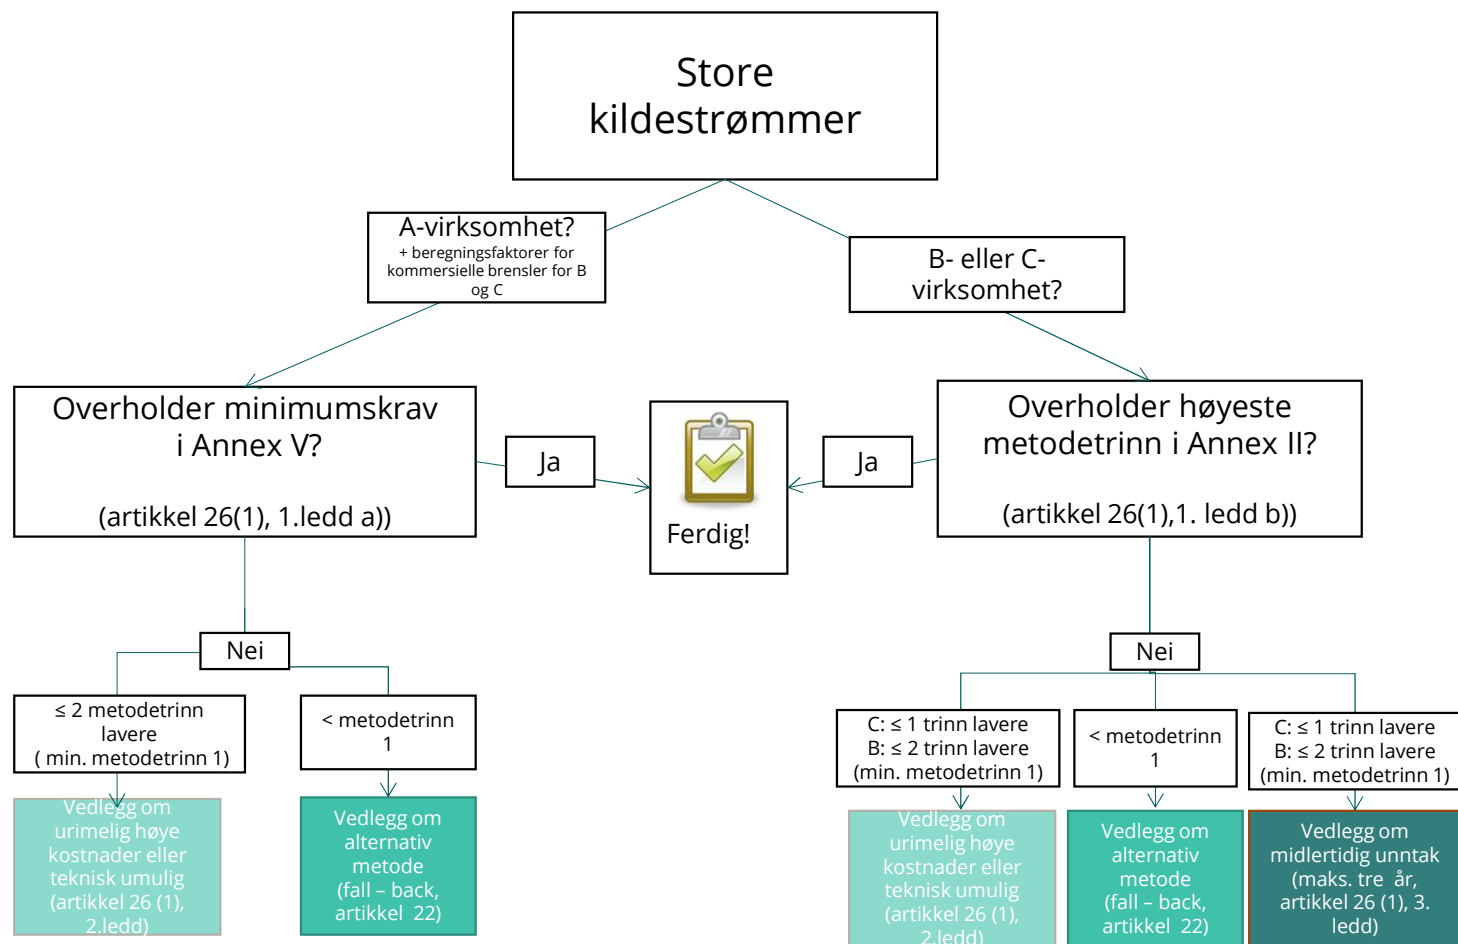 Store
kildestrømmer
A-virksomhet?
+ beregningsfaktorer for
kommersielle brensler for B
og C
B- eller C-
virksomhet?
Overholder minimumskrav
i Annex V?
(artikkel 26(1), 1.ledd a))
Ja
Ferdig!
Ja
Overholder høyeste
metodetrinn i Annex II?
(artikkel 26(1),1. ledd b))
Nei
Nei
≤ 2 metodetrinn
lavere
( min. metodetrinn 1)
< metodetrinn
1
C: ≤ 1 trinn lavere
B: ≤ 2 trinn lavere
(min. metodetrinn 1)
< metodetrinn
1
C: ≤ 1 trinn lavere
B: ≤ 2 trinn lavere
(min. metodetrinn 1)
Vedlegg om
urimelig høye
kostnader eller
teknisk umulig
(artikkel 26 (1),
2.ledd)
Vedlegg om
alternativ
metode
(fall – back,
artikkel 22)
Vedlegg om
urimelig høye
kostnader eller
teknisk umulig
(artikkel 26 (1),
2.ledd)
Vedlegg om
alternativ
metode
(fall – back,
artikkel 22)
Vedlegg om
midlertidig unntak
(maks. tre år,
artikkel 26 (1), 3.
ledd)